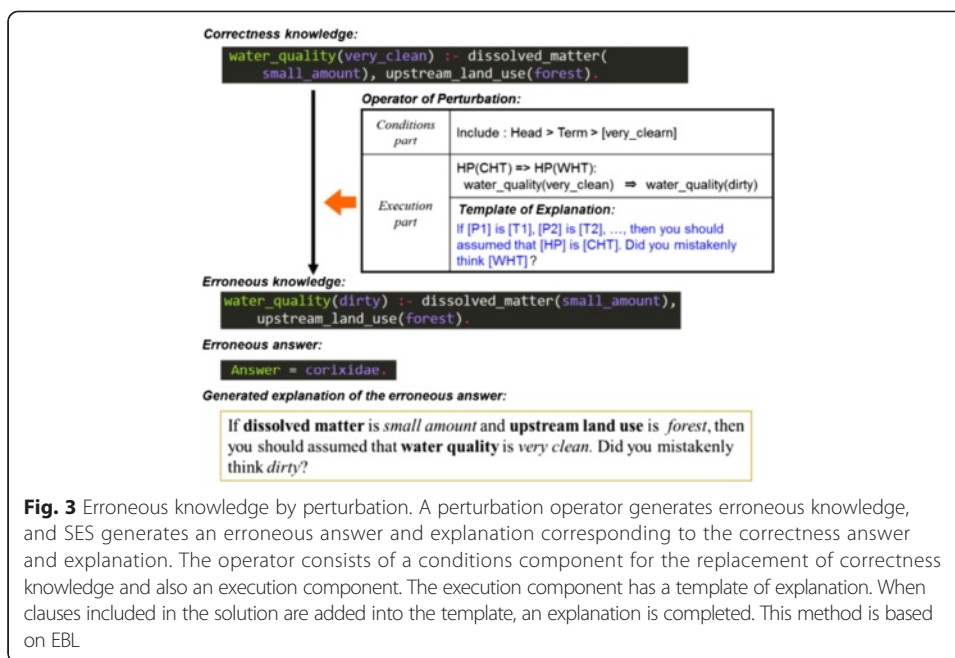 Correctness knowledge:
water_quality(very_clean) :- dissolved_matter(
small_amount), upstream_land_use(forest).
Operator of Perturbation:
Conditions
part
Include : Head > Term > [very_clearn]
Execution
part
HP(CHT) => HP(WHT):
water_quality(very_clean) ⇒ water_quality(dirty)
Template of Explanation:
If [P1] is [T1], [P2] is [T2], …, then you should
assumed that [HP] is [CHT]. Did you mistakenly
think [WHT] ?
Erroneous knowledge:
water_quality(dirty) :- dissolved_matter(small_amount),
upstream_land_use(forest).
Erroneous answer:
Answer = corixidae.
Generated explanation of the erroneous answer:
If dissolved matter is small amount and upstream land use is forest, then
you should assumed that water quality is very clean. Did you mistakenly
think dirty?
Fig. 3 Erroneous knowledge by perturbation. A perturbation operator generates erroneous knowledge,
and SES generates an erroneous answer and explanation corresponding to the correctness answer
and explanation. The operator consists of a conditions component for the replacement of correctness
knowledge and also an execution component. The execution component has a template of explanation. When
clauses included in the solution are added into the template, an explanation is completed. This method is based
on EBL